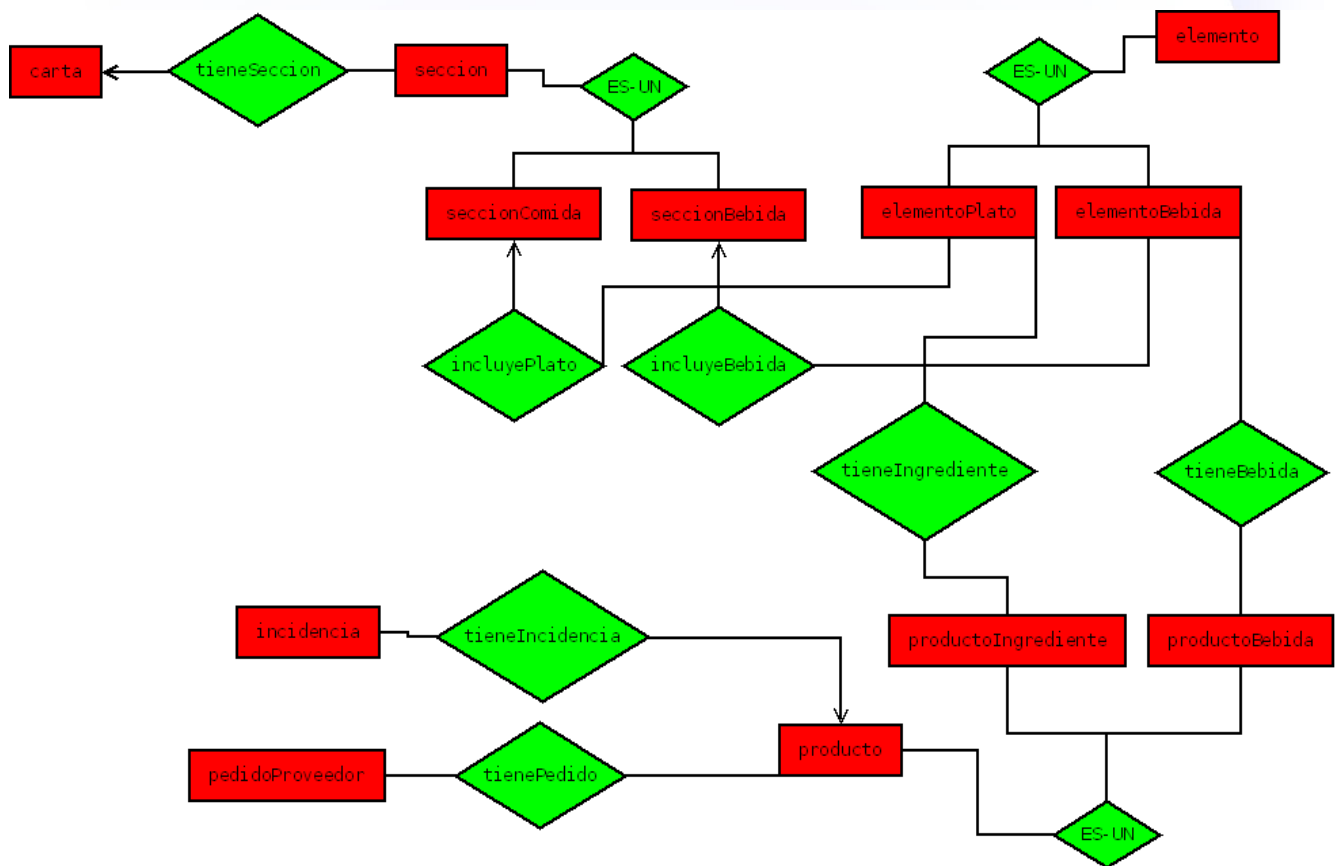 carta
tieneSeccion
seccion
ES-UN
ES-UN
elemento
seccionComida
seccionBebida
elementoPlato
elementoBebida
incluyePlato
incluyeBebida
tieneIngrediente
tieneBebida
incidencia
tieneIncidencia
productoIngrediente
productoBebida
pedidoProveedor
tienePedido
producto
ES-UN